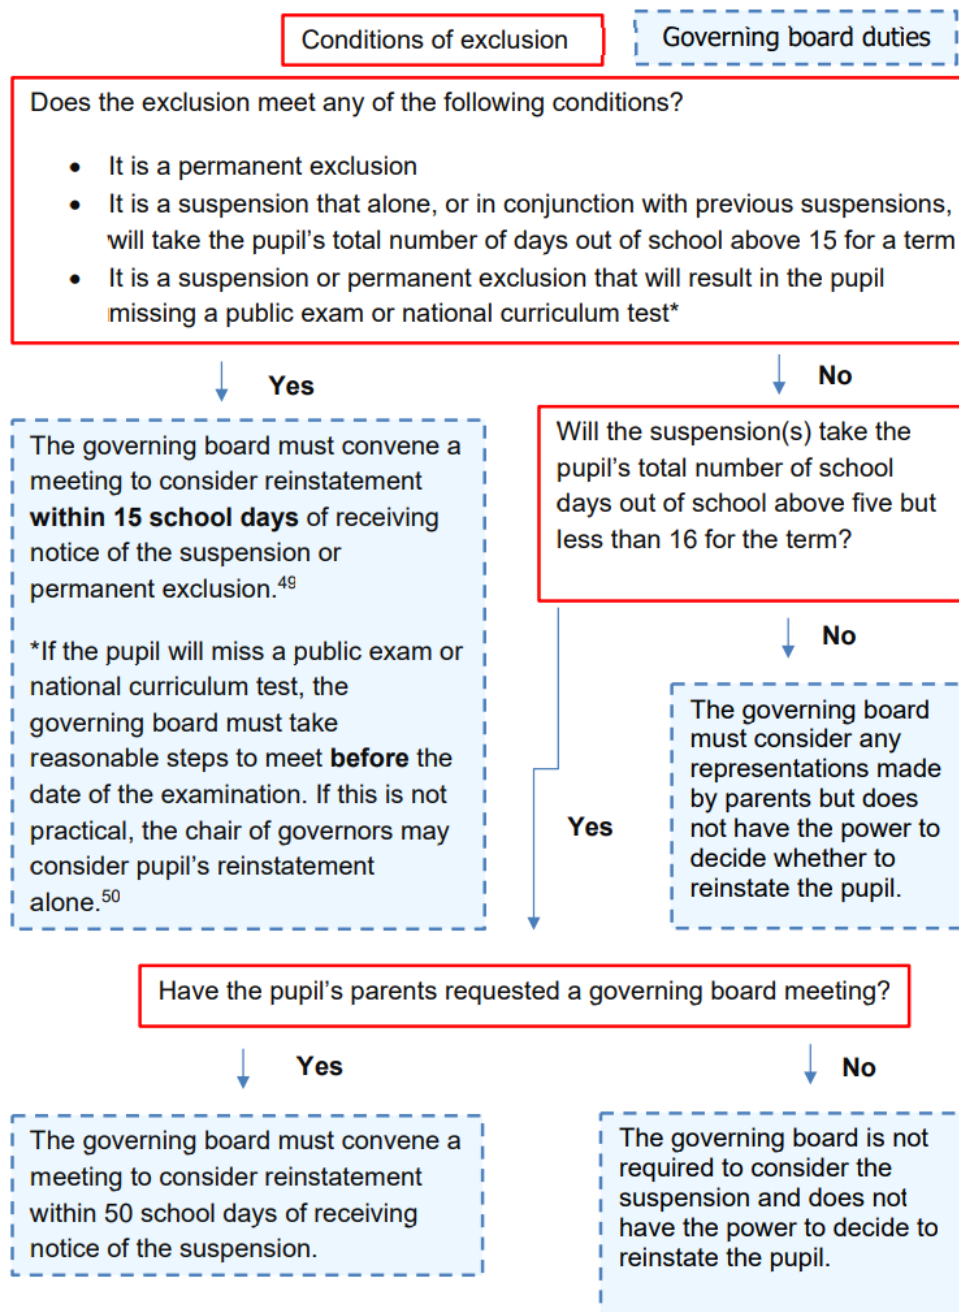 Conditions of exclusion
Governing board duties
Does the exclusion meet any of the following conditions?
• It is a permanent exclusion
• It is a suspension that alone, or in conjunction with previous suspensions,
will take the pupil's total number of days out of school above 15 for a term
• It is a suspension or permanent exclusion that will result in the pupil
missing a public exam or national curriculum test*
Yes
No
The governing board must convene a
meeting to consider reinstatement
within 15 school days of receiving
notice of the suspension or
permanent exclusion.49
*If the pupil will miss a public exam or
national curriculum test, the
governing board must take
reasonable steps to meet before the
date of the examination. If this is not
practical, the chair of governors may
consider pupil's reinstatement
alone.50
Will the suspension(s) take the
pupil's total number of school
days out of school above five but
less than 16 for the term?
No
The governing board
must consider any
representations made
by parents but does
not have the power to
decide whether to
reinstate the pupil.
Yes
Have the pupil's parents requested a governing board meeting?
Yes
No
The governing board must convene a
meeting to consider reinstatement
within 50 school days of receiving
notice of the suspension.
The governing board is not
required to consider the
suspension and does not
have the power to decide to
reinstate the pupil.